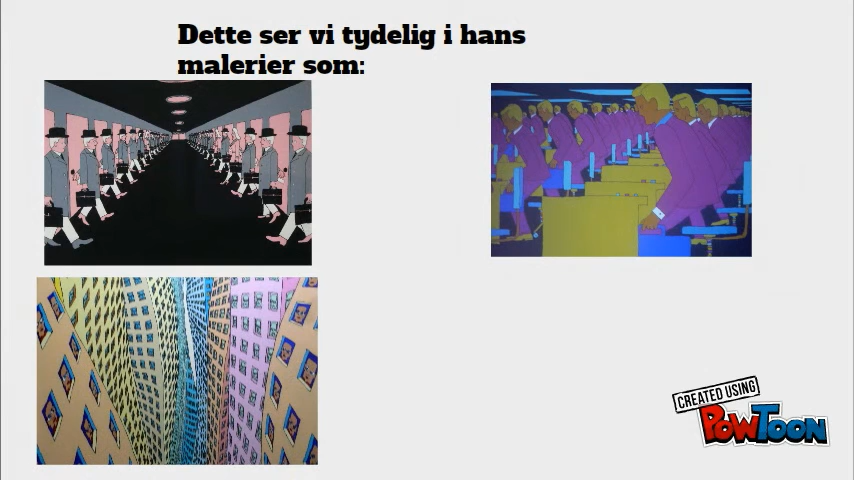 Dette ser vi tydelig i hans
malerier som:
CREATED USING
POWTOON